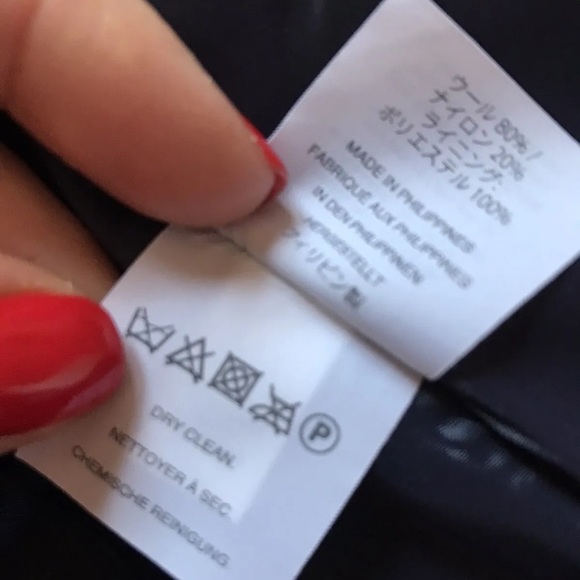 ウール 80% /
ナイロン 20%
ライニング:
ポリエステル 100%
MADE IN PHILIPPINES
FABRIQUÉ AUX PHILIPPINES
IN DEN PHILIPPINEN
HERGESTELLT
フィリピン製
P
DRY CLEAN.
NETTOYER À SEC.
CHEMISCHE REINIGUNG.